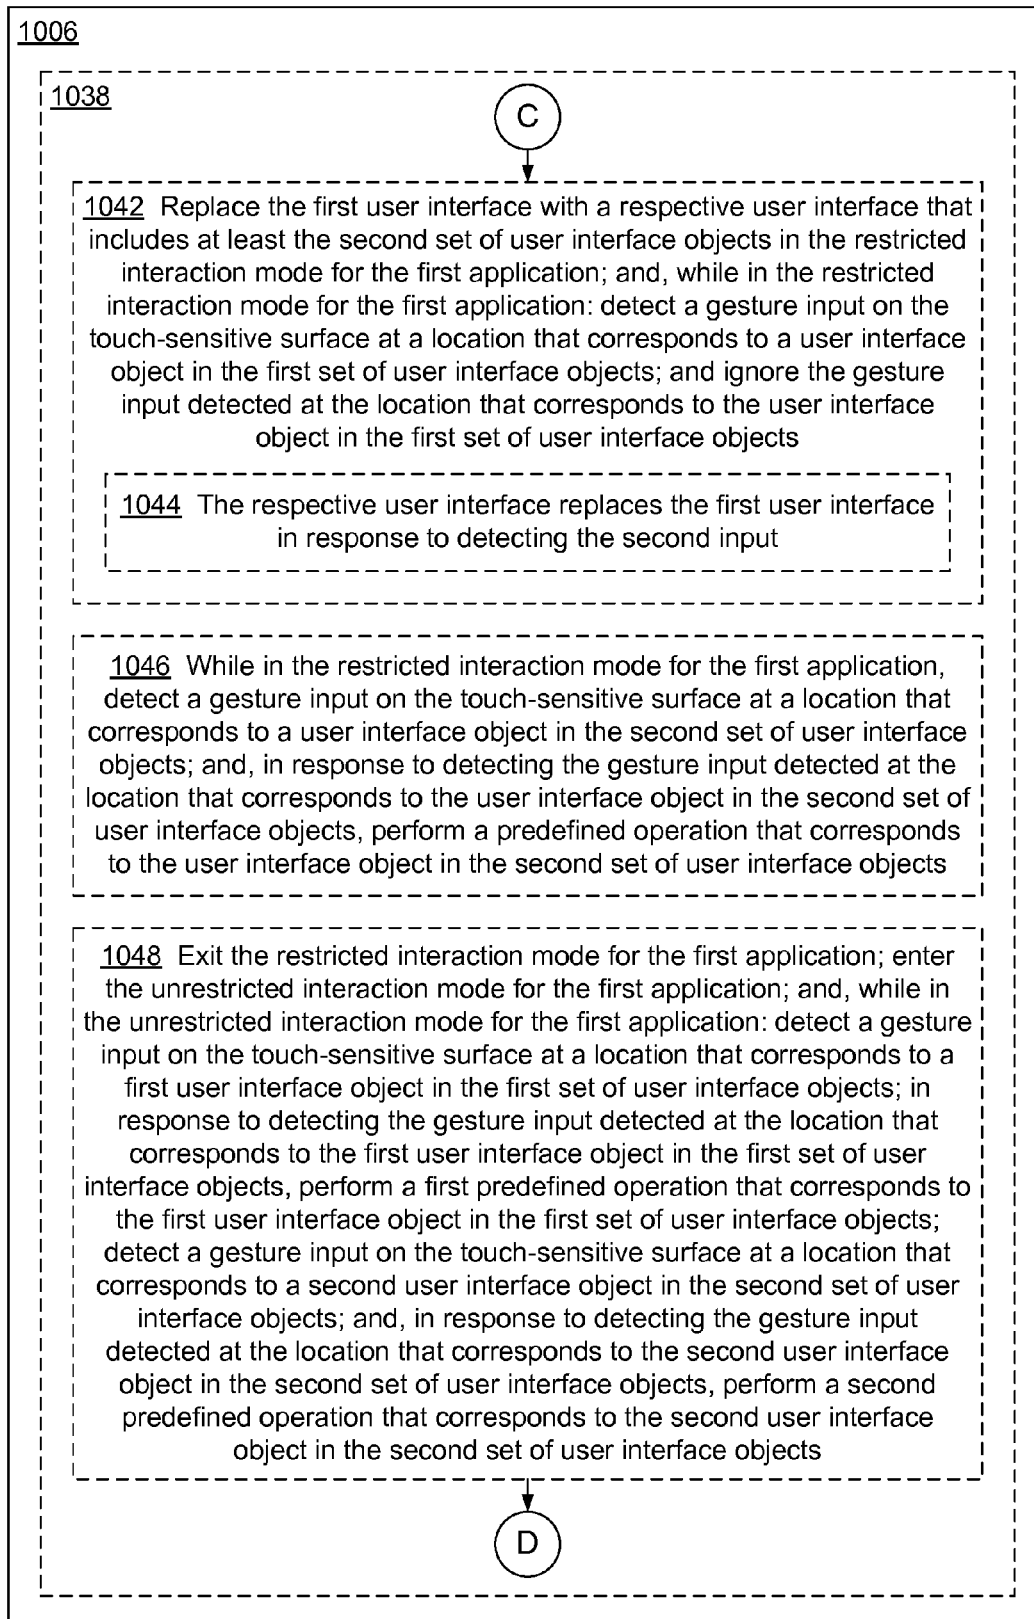 1006
1038
C
1042 Replace the first user interface with a respective user interface that
includes at least the second set of user interface objects in the restricted
interaction mode for the first application; and, while in the restricted
interaction mode for the first application: detect a gesture input on the
touch-sensitive surface at a location that corresponds to a user interface
object in the first set of user interface objects; and ignore the gesture
input detected at the location that corresponds to the user interface
object in the first set of user interface objects
1044 The respective user interface replaces the first user interface
in response to detecting the second input
1046 While in the restricted interaction mode for the first application,
detect a gesture input on the touch-sensitive surface at a location that
corresponds to a user interface object in the second set of user interface
objects; and, in response to detecting the gesture input detected at the
location that corresponds to the user interface object in the second set of
user interface objects, perform a predefined operation that corresponds
to the user interface object in the second set of user interface objects
1048 Exit the restricted interaction mode for the first application; enter
the unrestricted interaction mode for the first application; and, while in
the unrestricted interaction mode for the first application: detect a gesture
input on the touch-sensitive surface at a location that corresponds to a
first user interface object in the first set of user interface objects; in
response to detecting the gesture input detected at the location that
corresponds to the first user interface object in the first set of user
interface objects, perform a first predefined operation that corresponds to
the first user interface object in the first set of user interface objects;
detect a gesture input on the touch-sensitive surface at a location that
corresponds to a second user interface object in the second set of user
interface objects; and, in response to detecting the gesture input
detected at the location that corresponds to the second user interface
object in the second set of user interface objects, perform a second
predefined operation that corresponds to the second user interface
object in the second set of user interface objects
D